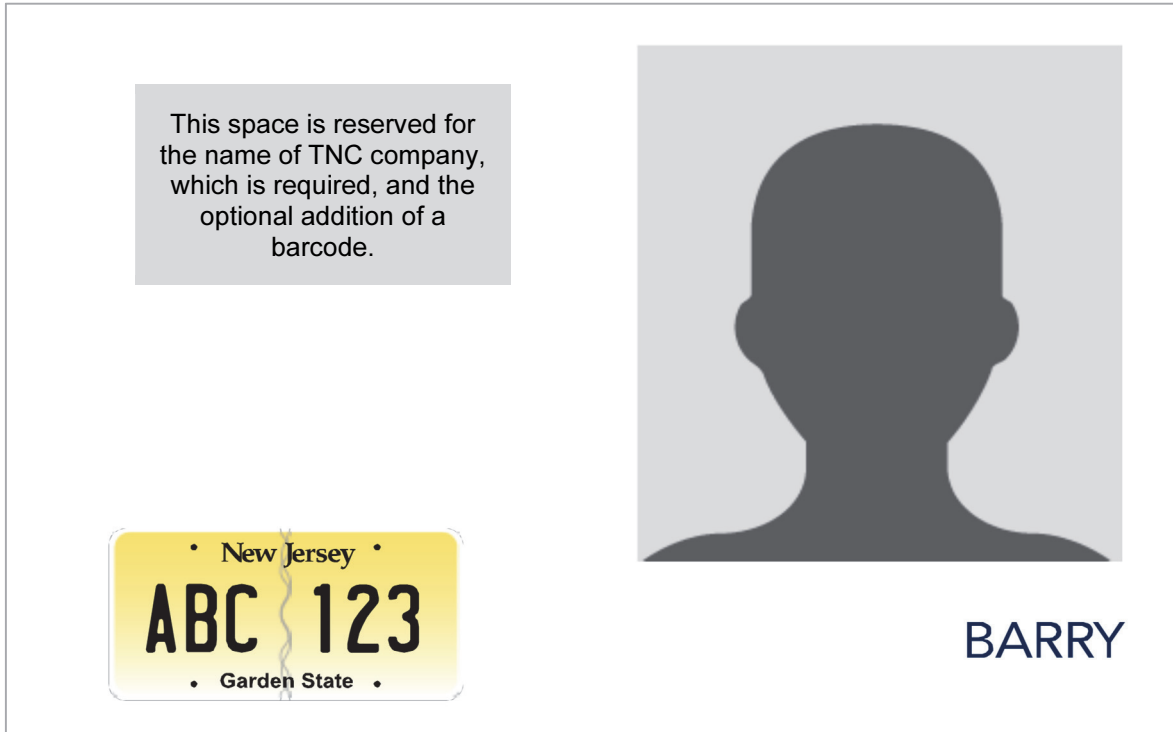 This space is reserved for
the name of TNC company,
which is required, and the
optional addition of a
barcode.
New Jersey
ABC 123
Garden State
BARRY